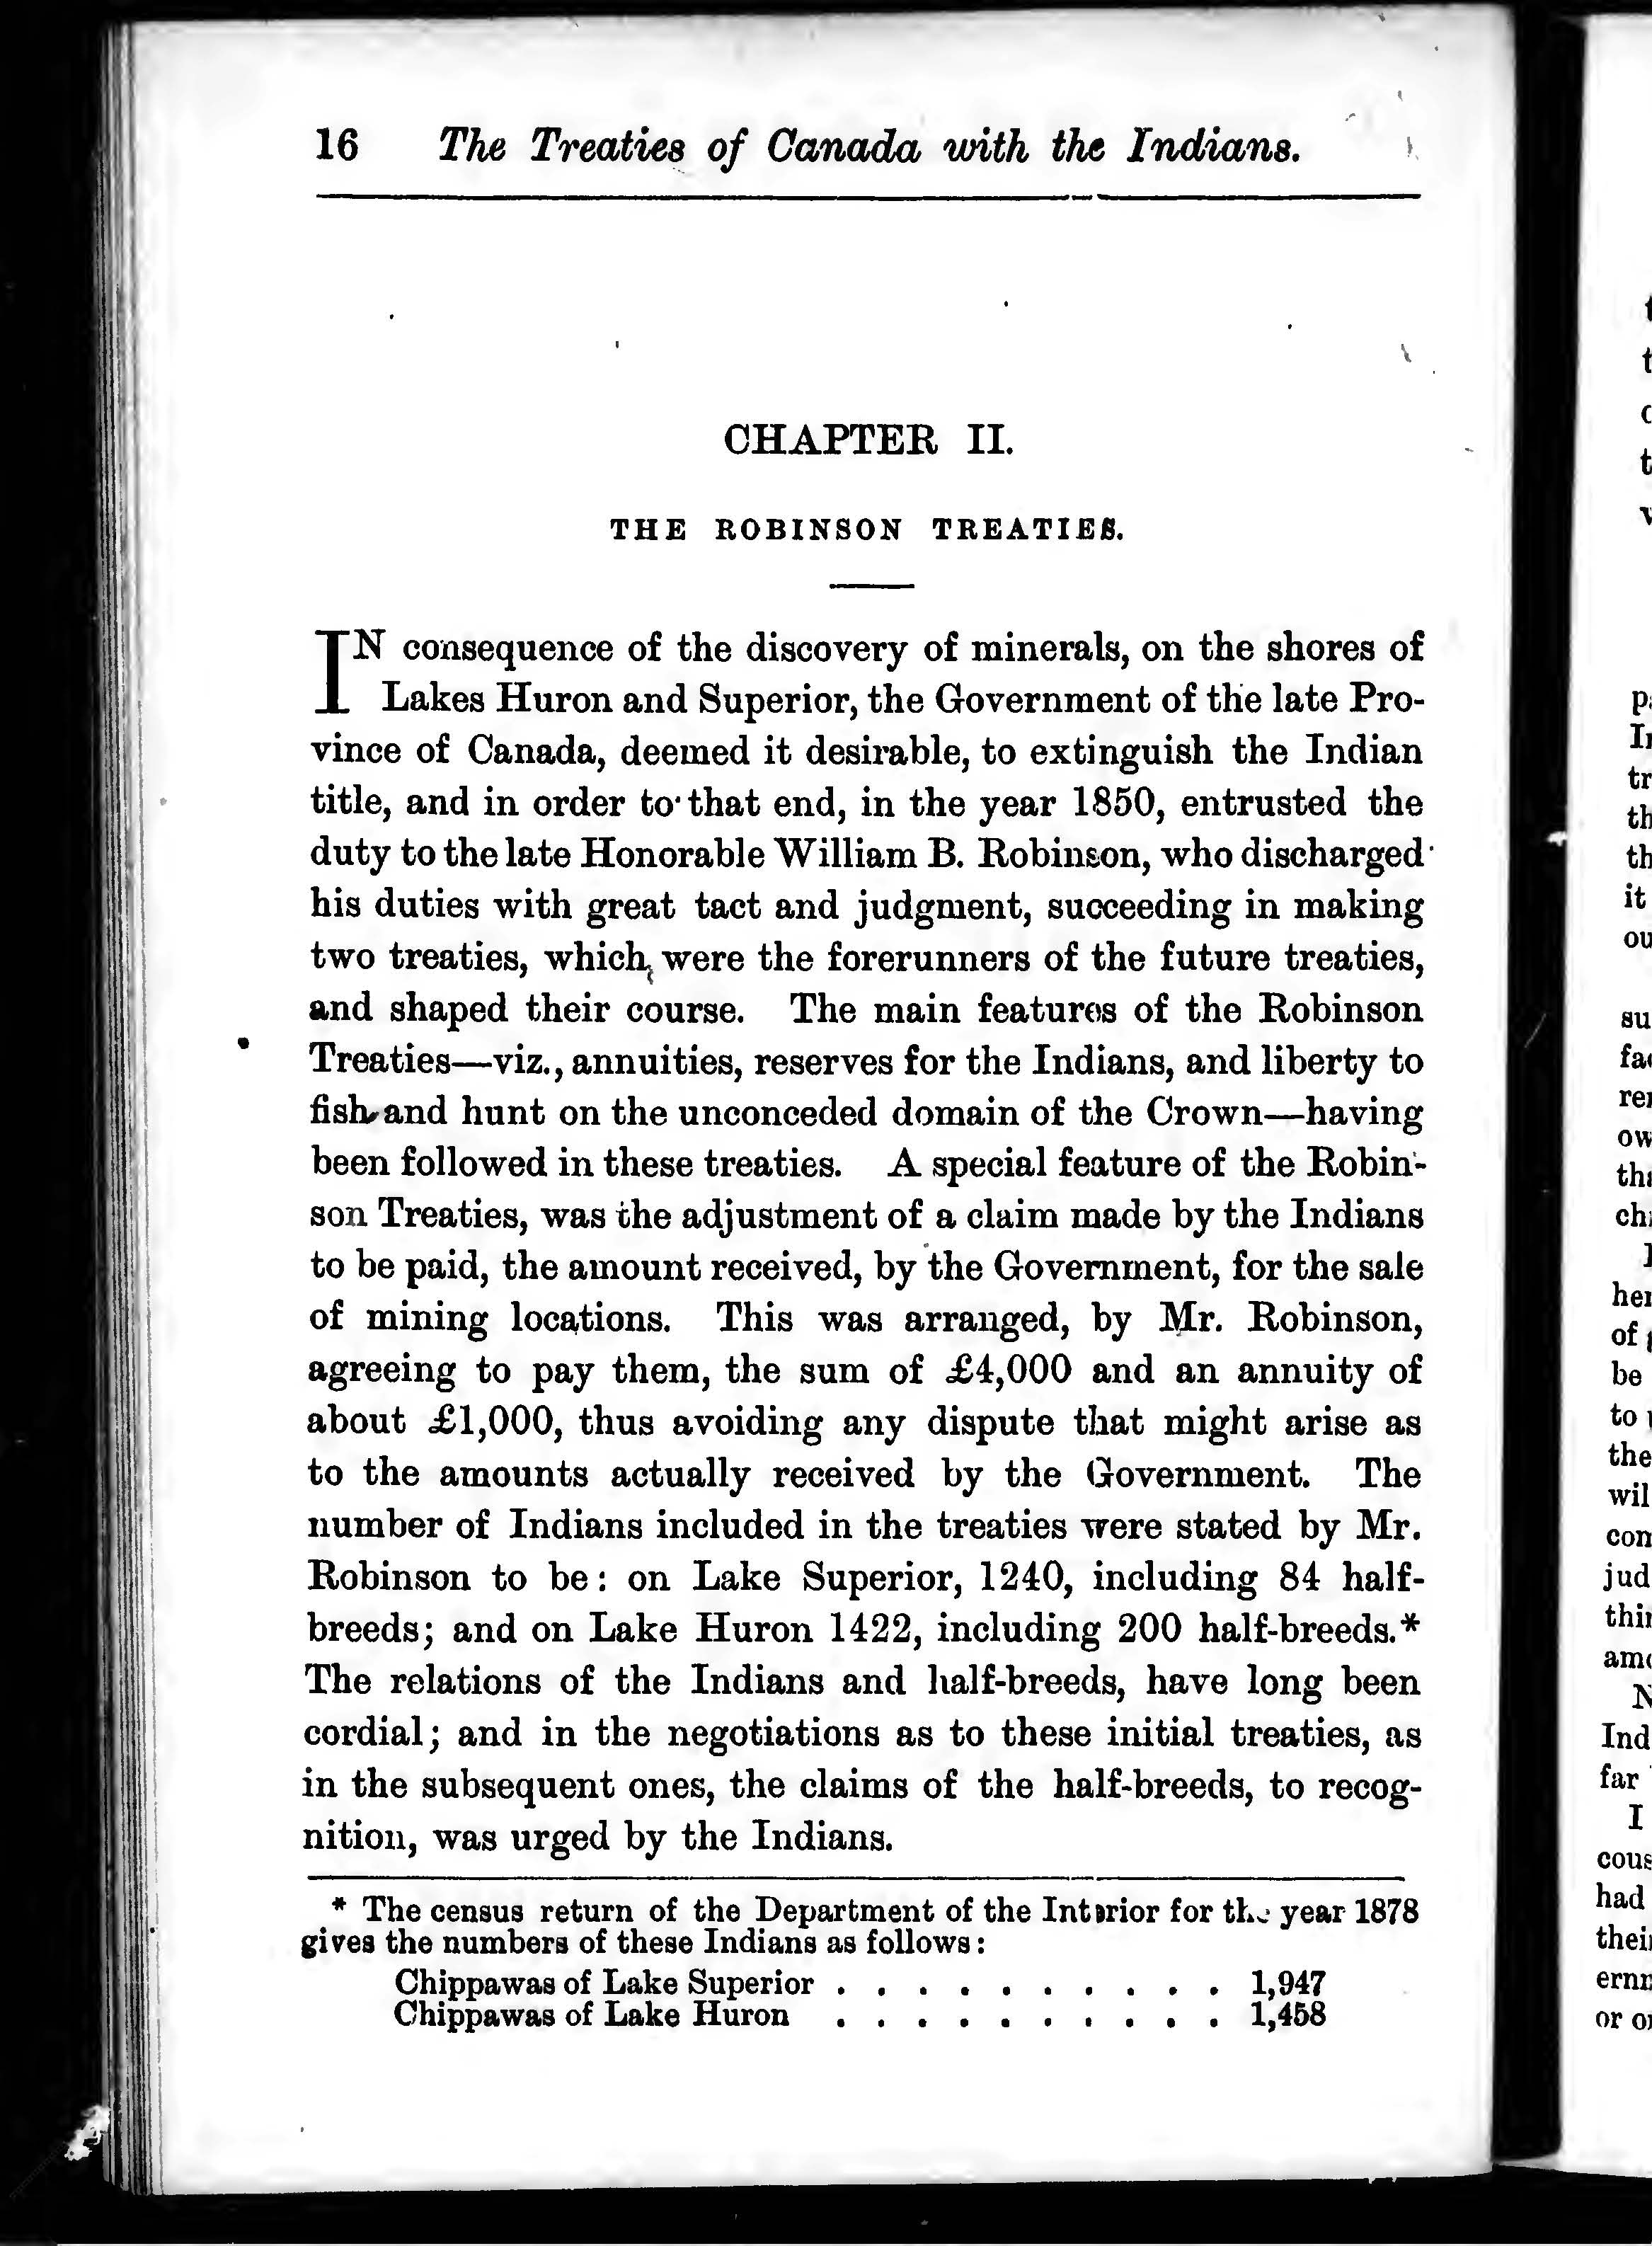 16 The Treaties of Canada with the Indians.
CHAPTER II.
THE ROBINSON TREATIES.
IN consequence of the discovery of minerals, on the shores of
Lakes Huron and Superior, the Government of the late Pro-
vince of Canada, deemed it desirable, to extinguish the Indian
title, and in order to that end, in the year 1850, entrusted the
duty to the late Honorable William B. Robinson, who discharged
his duties with great tact and judgment, succeeding in making
two treaties, which, were the forerunners of the future treaties,
and shaped their course. The main features of the Robinson
Treaties—viz., annuities, reserves for the Indians, and liberty to
fish and hunt on the unconceded domain of the Crown—having
been followed in these treaties. A special feature of the Robin-
son Treaties, was the adjustment of a claim made by the Indians
to be paid, the amount received, by the Government, for the sale
of mining locations. This was arranged, by Mr. Robinson,
agreeing to pay them, the sum of £4,000 and an annuity of
about £1,000, thus avoiding any dispute that might arise as
to the amounts actually received by the Government. The
number of Indians included in the treaties were stated by Mr.
Robinson to be: on Lake Superior, 1240, including 84 half-
breeds; and on Lake Huron 1422, including 200 half-breeds.*
The relations of the Indians and half-breeds, have long been
cordial; and in the negotiations as to these initial treaties, as
in the subsequent ones, the claims of the half-breeds, to recog-
nition, was urged by the Indians.
* The census return of the Department of the Interior for the year 1878
gives the numbers of these Indians as follows:
Chippawas of Lake Superior . . . . . . . . . . 1,947
Chippawas of Lake Huron . . . . . . . . . . 1,458